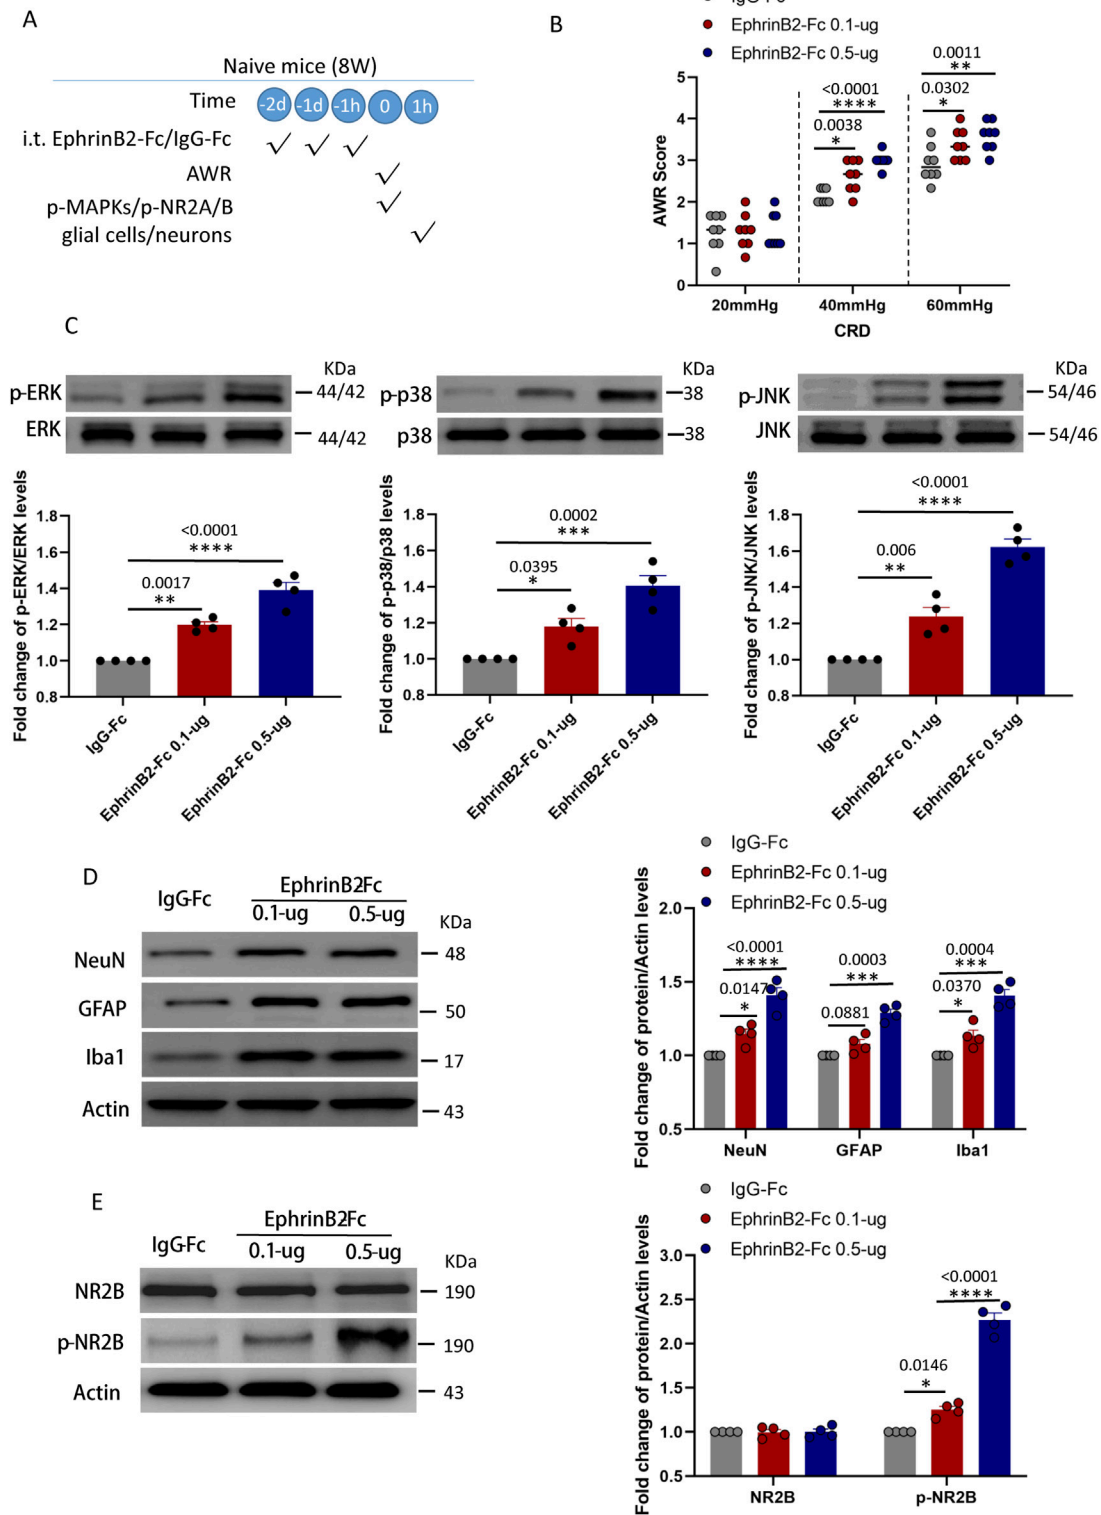 A
Naive mice (8W)
Time -2d -1d -1h 0 1h
i.t. EphrinB2-Fc/IgG-Fc √ √ √
AWR √
p-MAPKs/p-NR2A/B √
glial cells/neurons √
B
IgG-Fc
EphrinB2-Fc 0.1-ug
EphrinB2-Fc 0.5-ug
0.0011
**
<0.0001
****
0.0302
*
0.0038
*
AWR Score
5
4
3
2
1
0
20mmHg 40mmHg 60mmHg
CRD
C
KDa
p-ERK 44/42
ERK 44/42
KDa
p-p38 38
p38 38
KDa
p-JNK 54/46
JNK 54/46
Fold change of p-ERK/ERK levels
1.8
1.6
1.4
1.2
1.0
0.8
<0.0001
****
0.0017
**
IgG-Fc
EphrinB2-Fc 0.1-ug
EphrinB2-Fc 0.5-ug
Fold change of p-p38/p38 levels
1.8
1.6
1.4
1.2
1.0
0.8
0.0002
***
0.0395
*
IgG-Fc
EphrinB2-Fc 0.1-ug
EphrinB2-Fc 0.5-ug
Fold change of p-JNK/JNK levels
1.8
1.6
1.4
1.2
1.0
0.8
<0.0001
****
0.006
**
IgG-Fc
EphrinB2-Fc 0.1-ug
EphrinB2-Fc 0.5-ug
D
IgG-Fc EphrinB2-Fc
0.1-ug 0.5-ug
KDa
NeuN 48
GFAP 50
Iba1 17
Actin 43
IgG-Fc
EphrinB2-Fc 0.1-ug
EphrinB2-Fc 0.5-ug
Fold change of protein/Actin levels
2.0
1.5
1.0
0.5
<0.0001
****
0.0147
*
0.0003
***
0.0881
0.0004
***
0.0370
*
NeuN GFAP Iba1
E
IgG-Fc EphrinB2-Fc
0.1-ug 0.5-ug
KDa
NR2B 190
p-NR2B 190
Actin 43
IgG-Fc
EphrinB2-Fc 0.1-ug
EphrinB2-Fc 0.5-ug
Fold change of protein/Actin levels
3.0
2.5
2.0
1.5
1.0
0.5
<0.0001
****
0.0146
*
NR2B p-NR2B